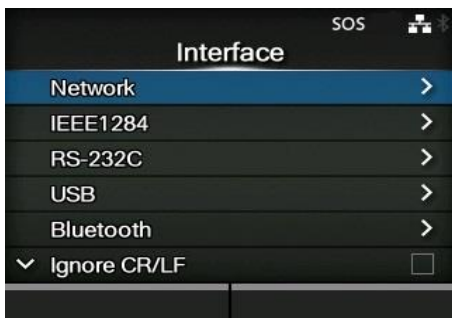 SOS
Interface
Network
IEEE1284
RS-232C
USB
Bluetooth
Ignore CR/LF